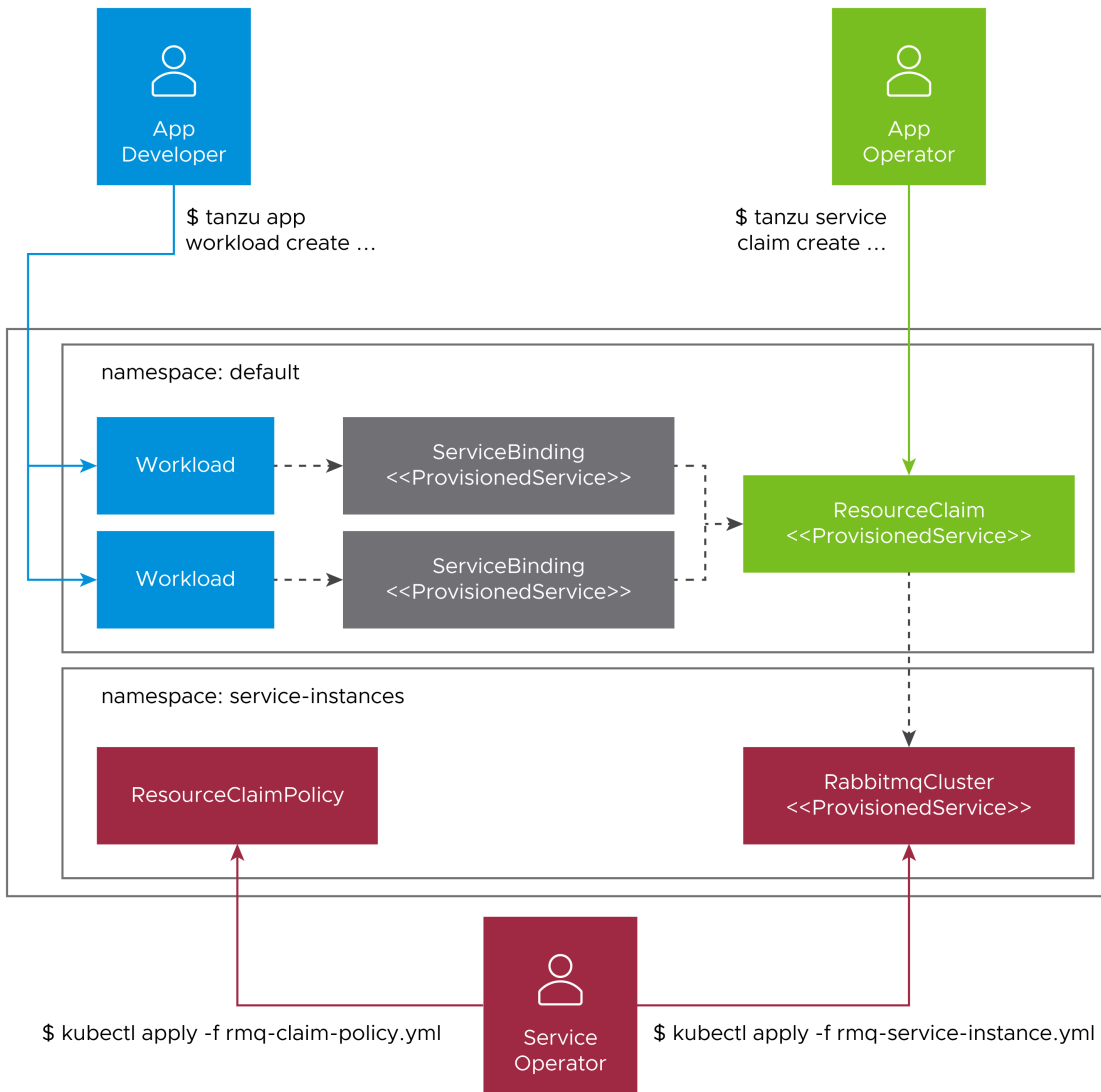 App
Developer
App
Operator
$ tanzu app
workload create ...
$ tanzu service
claim create ...
namespace: default
Workload
ServiceBinding
<<ProvisionedService>>
ResourceClaim
<<ProvisionedService>>
Workload
ServiceBinding
<<ProvisionedService>>
namespace: service-instances
ResourceClaimPolicy
RabbitmqCluster
<<ProvisionedService>>
$ kubectl apply -f rmq-claim-policy.yml
Service
Operator
$ kubectl apply -f rmq-service-instance.yml